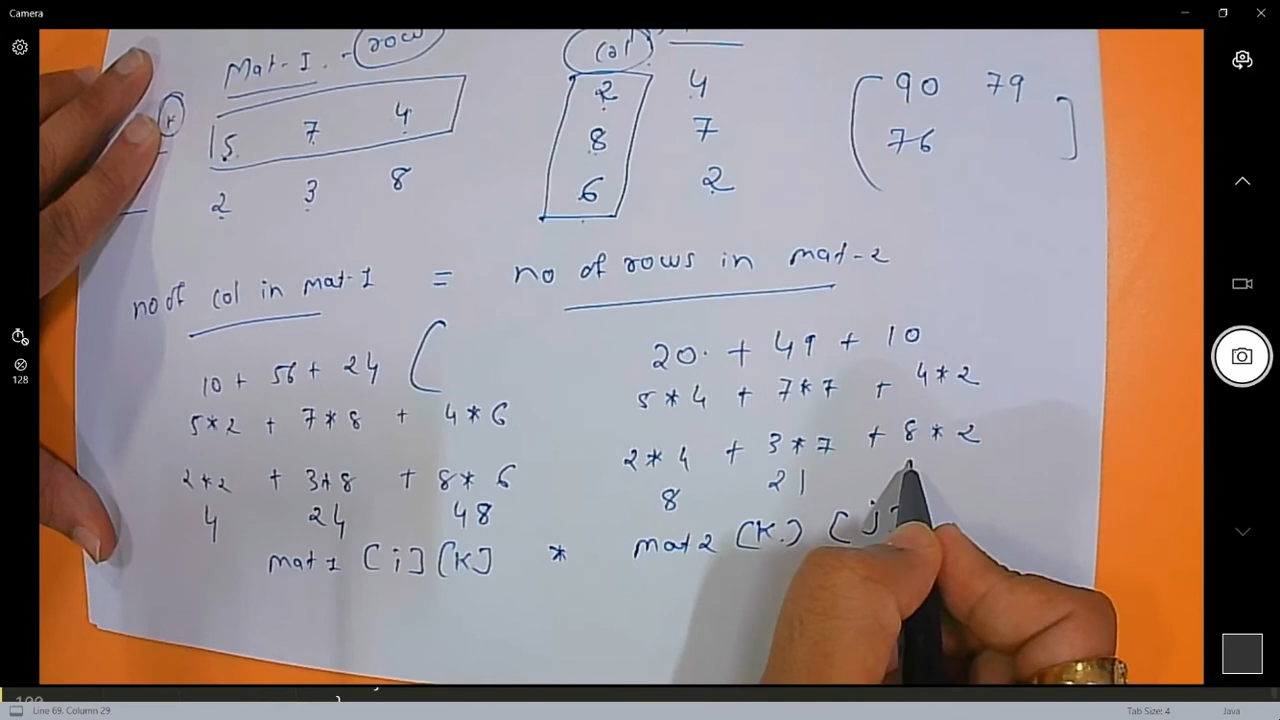 Camera
Mat-I. - row
col
5 7 4
2 3 8
2 4
8 7
6 2
90 79
76
no of col in mat-I = no of rows in mat-2
10 + 56 + 24
5*2 + 7*8 + 4*6
2*2 + 3*8 + 8*6
4 24 48
20. + 49 + 10
5*4 + 7*7 + 4*2
2*4 + 3*7 + 8*2
8 21
mat1 [i][K] * mat2 [K.] [j]
128
Line 69, Column 29
Tab Size: 4
Java